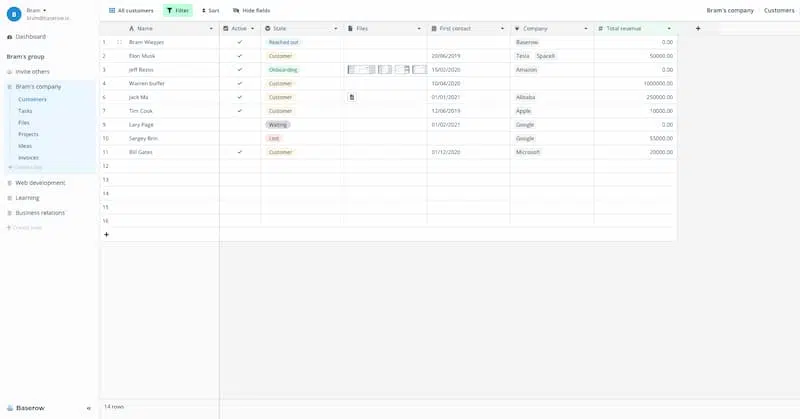 Bram
bram@baserow.io
Dashboard
Bram's group
Invite others
Bram's company
Customers
Tasks
Files
Projects
Ideas
Invoices
Create table
Web development
Learning
Business relations
Create new
Baserow
All customers Filter Sort Hide fields Bram's company Customers
Name Active State Files First contact Company Total revenue
1 Bram Wiepjer Reached out Baserow 0.00
2 Elon Musk Customer 20/06/2019 Tesla SpaceX 50000.00
3 Jeff Bezos Onboarding 15/02/2020 Amazon 0.00
4 Warren buffer Customer 10/04/2020 1000000.00
6 Jack Ma Customer 01/01/2021 Alibaba 250000.00
7 Tim Cook Customer 12/06/2019 Apple 10000.00
9 Lary Page Waiting 01/02/2021 Google 0.00
10 Sergey Brin Lost Google 55000.00
11 Bill Gates Customer 01/12/2020 Microsoft 20000.00
12
13
14
15
16
14 rows